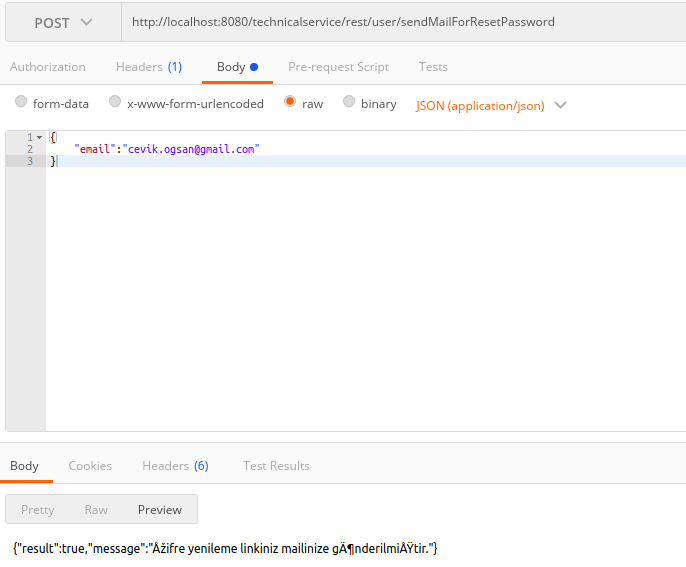 POST http://localhost:8080/technicalservice/rest/user/sendMailForResetPassword
Authorization Headers (1) Body Pre-request Script Tests
form-data x-www-form-urlencoded raw binary JSON (application/json)
1 {
2 "email":"cevik.ogsan@gmail.com"
3 }
Body Cookies Headers (6) Test Results
Pretty Raw Preview
{"result":true,"message":"Åžifre yenileme linkiniz mailinize gÃ¶nderilmiÅŸtir."}